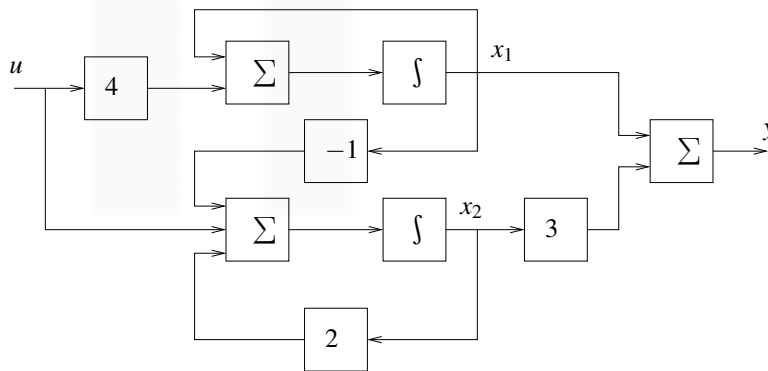 x₁
u
4
∑
∫
y
−1
∑
x₂
∑
∫
3
2